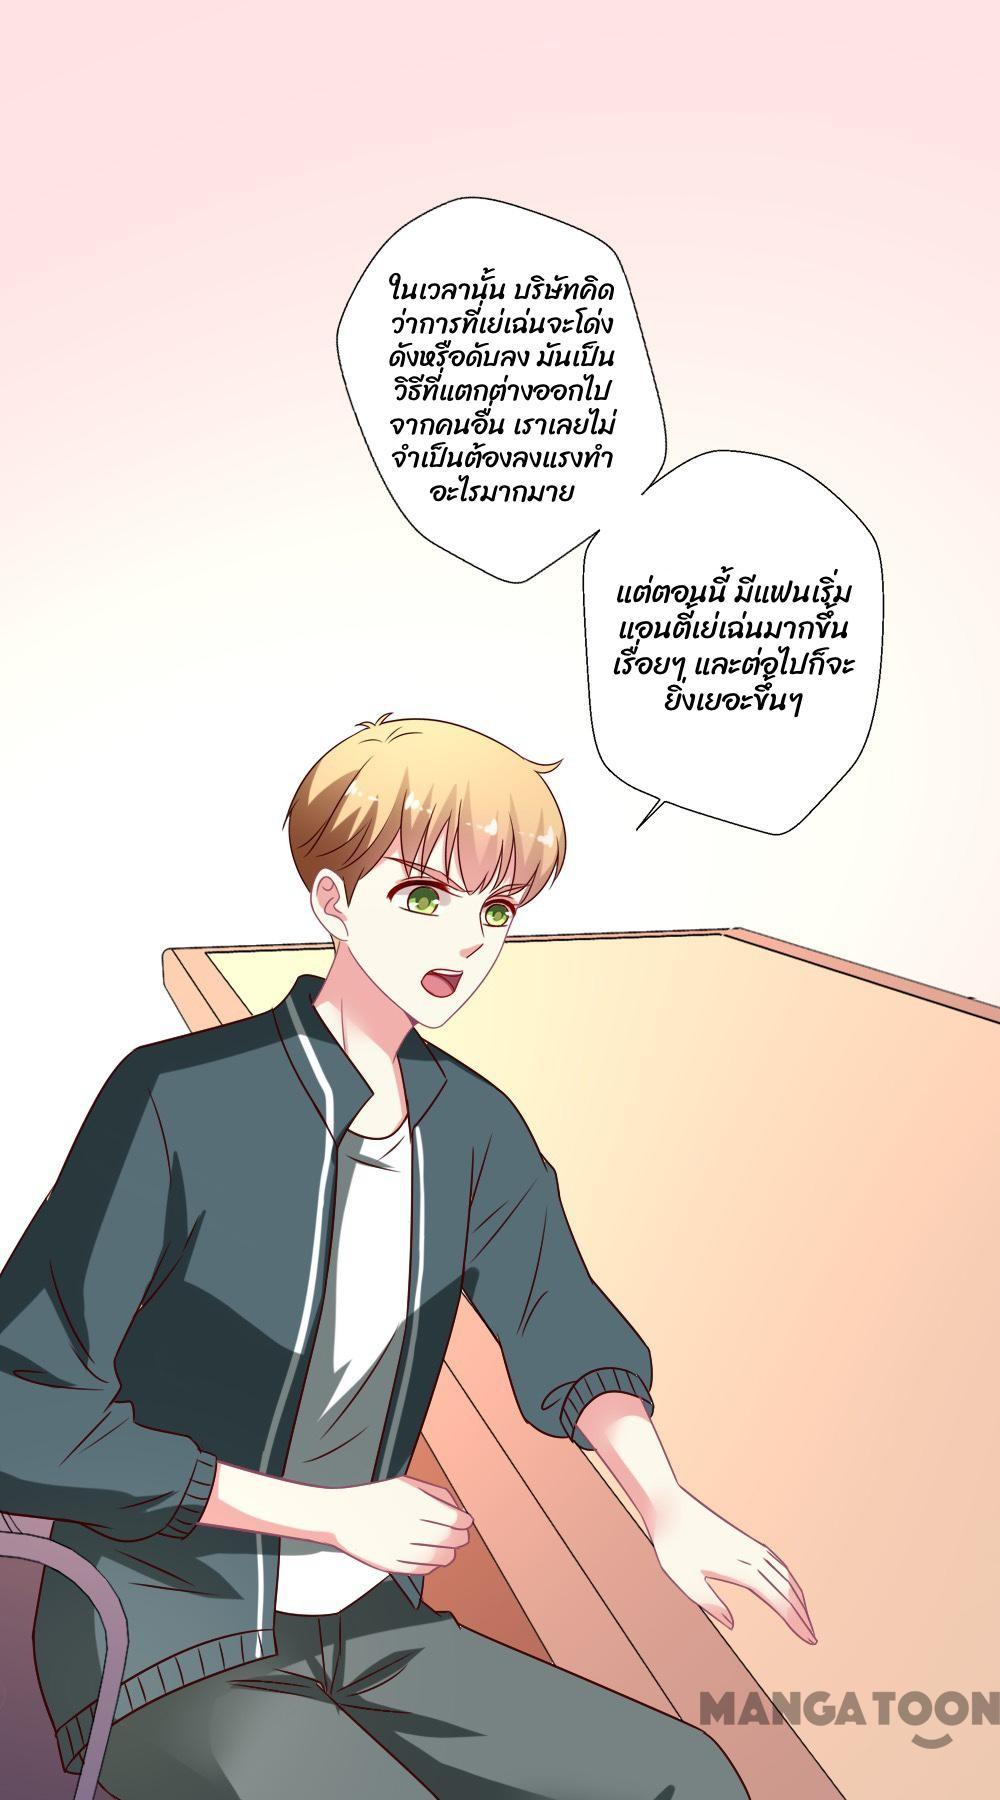 ในเวลานั้น บริษัทคิด
ว่าการที่เย่เฉินจะโด่ง
ดังหรือดับลง มันเป็น
วิธีที่แตกต่างออกไป
จากคนอื่น เราเลยไม่
จำเป็นต้องลงแรงทำ
อะไรมากมาย
แต่ตอนนี้ มีแฟนเริ่ม
แอนตี้เย่เฉินมากขึ้น
เรื่อยๆ และต่อไปก็จะ
ยิ่งเยอะขึ้นๆ
MANGATOON